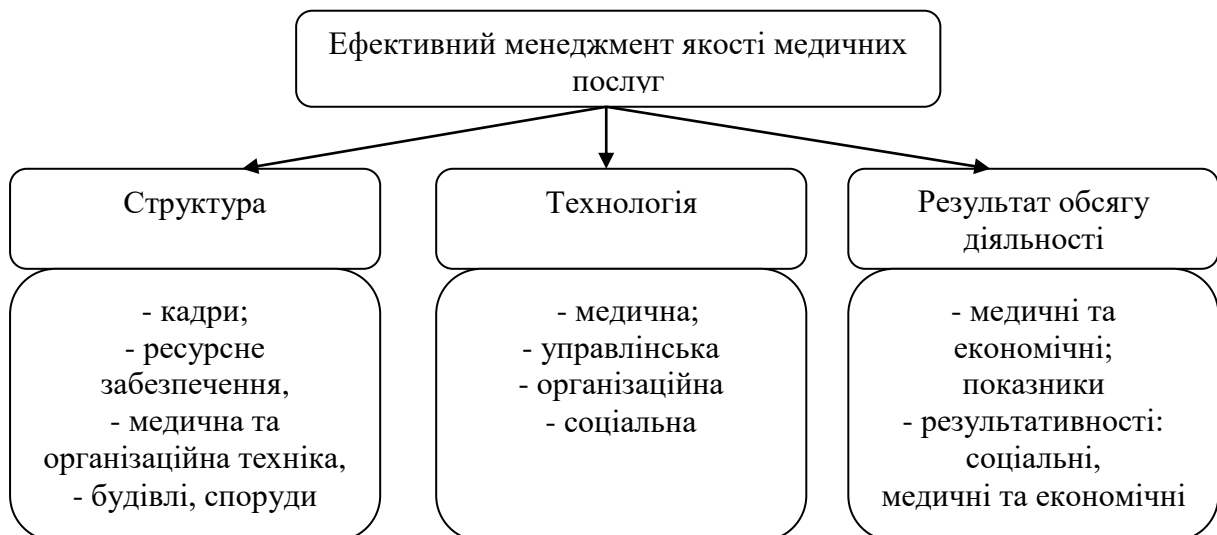 Ефективний менеджмент якості медичних
послуг
Структура
Технологія
Результат обсягу
діяльності
- кадри;
- ресурсне
забезпечення,
- медична та
організаційна техніка,
- будівлі, споруди
- медична;
- управлінська
- організаційна
- соціальна
- медичні та
економічні;
показники
- результативності:
соціальні,
медичні та економічні